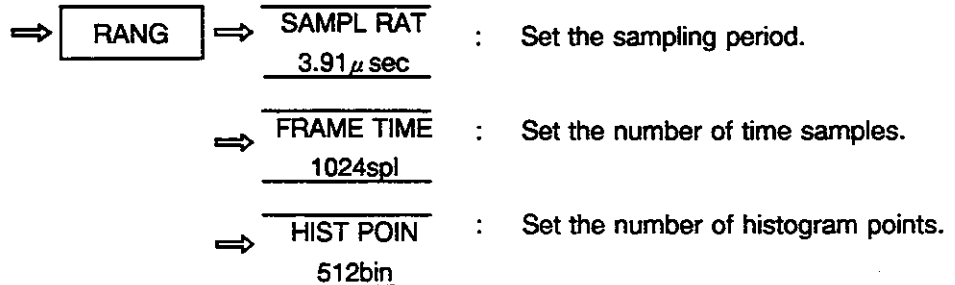 ⇒ RANG ⇒ SAMPL RAT : Set the sampling period.
3.91μsec
⇒ FRAME TIME : Set the number of time samples.
1024spl
⇒ HIST POIN : Set the number of histogram points.
512bin